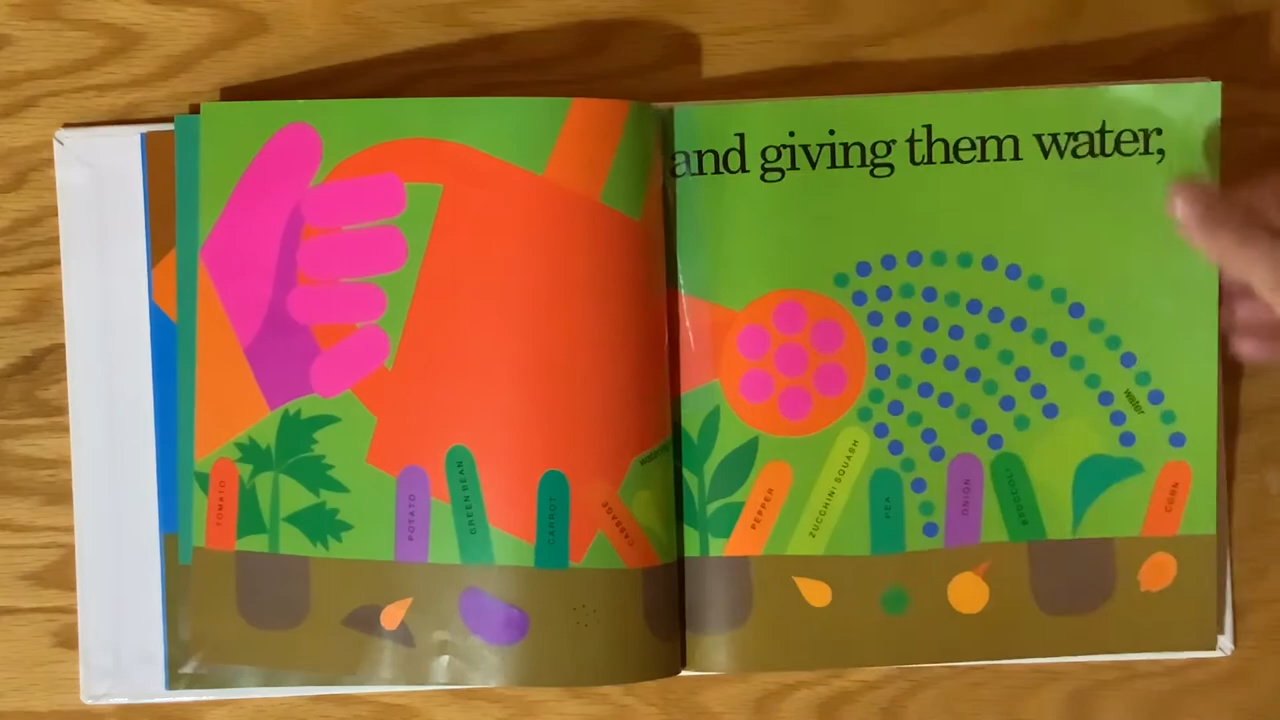 and giving them water,
water
TOMATO
POTATO
GREEN BEAN
CARROT
CABBAGE
PEPPER
ZUCCHINI SQUASH
PEA
ONION
BROCCOLI
CORN